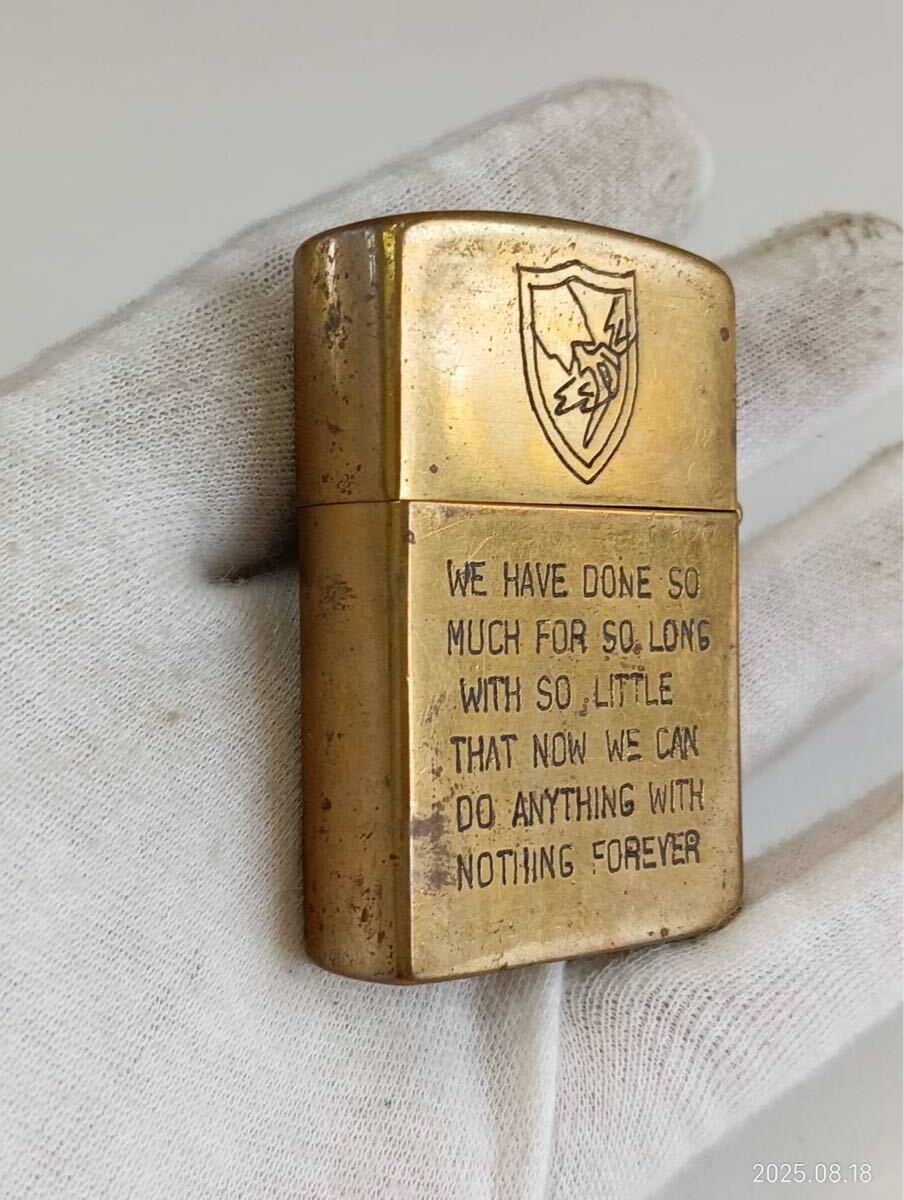 WE HAVE DONE SO
MUCH FOR SO LONG
WITH SO LITTLE
THAT NOW WE CAN
DO ANYTHING WITH
NOTHING FOREVER
2025.08.18